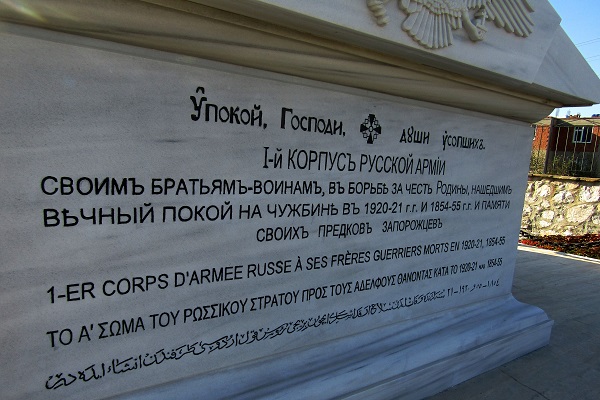 Упокой, Господи, души усопшихъ.
I-й КОРПУСЪ РУССКОЙ АРМІИ
СВОИМЪ БРАТЬЯМЪ-ВОИНАМЪ, ВЪ БОРЬБѢ ЗА ЧЕСТЬ РОДИНЫ, НАШЕДШИМЪ
ВѢЧНЫЙ ПОКОЙ НА ЧУЖБИНѢ ВЪ 1920-21 г.г. И 1854-55 г.г. И ПАМЯТИ
СВОИХЪ ПРЕДКОВЪ ЗАПОРОЖЦЕВЪ
1-ER CORPS D'ARMEE RUSSE À SES FRÈRES GUERRIERS MORTS EN 1920-21, 1854-55
ΤΟ Α' ΣΩΜΑ ΤΟΥ ΡΩΣΣΙΚΟΥ ΣΤΡΑΤΟΥ ΠΡΟΣ ΤΟΥΣ ΑΔΕΛΦΟΥΣ ΘΑΝΟΝΤΑΣ ΚΑΤΑ ΤΟ 1920-21 και 1854-55